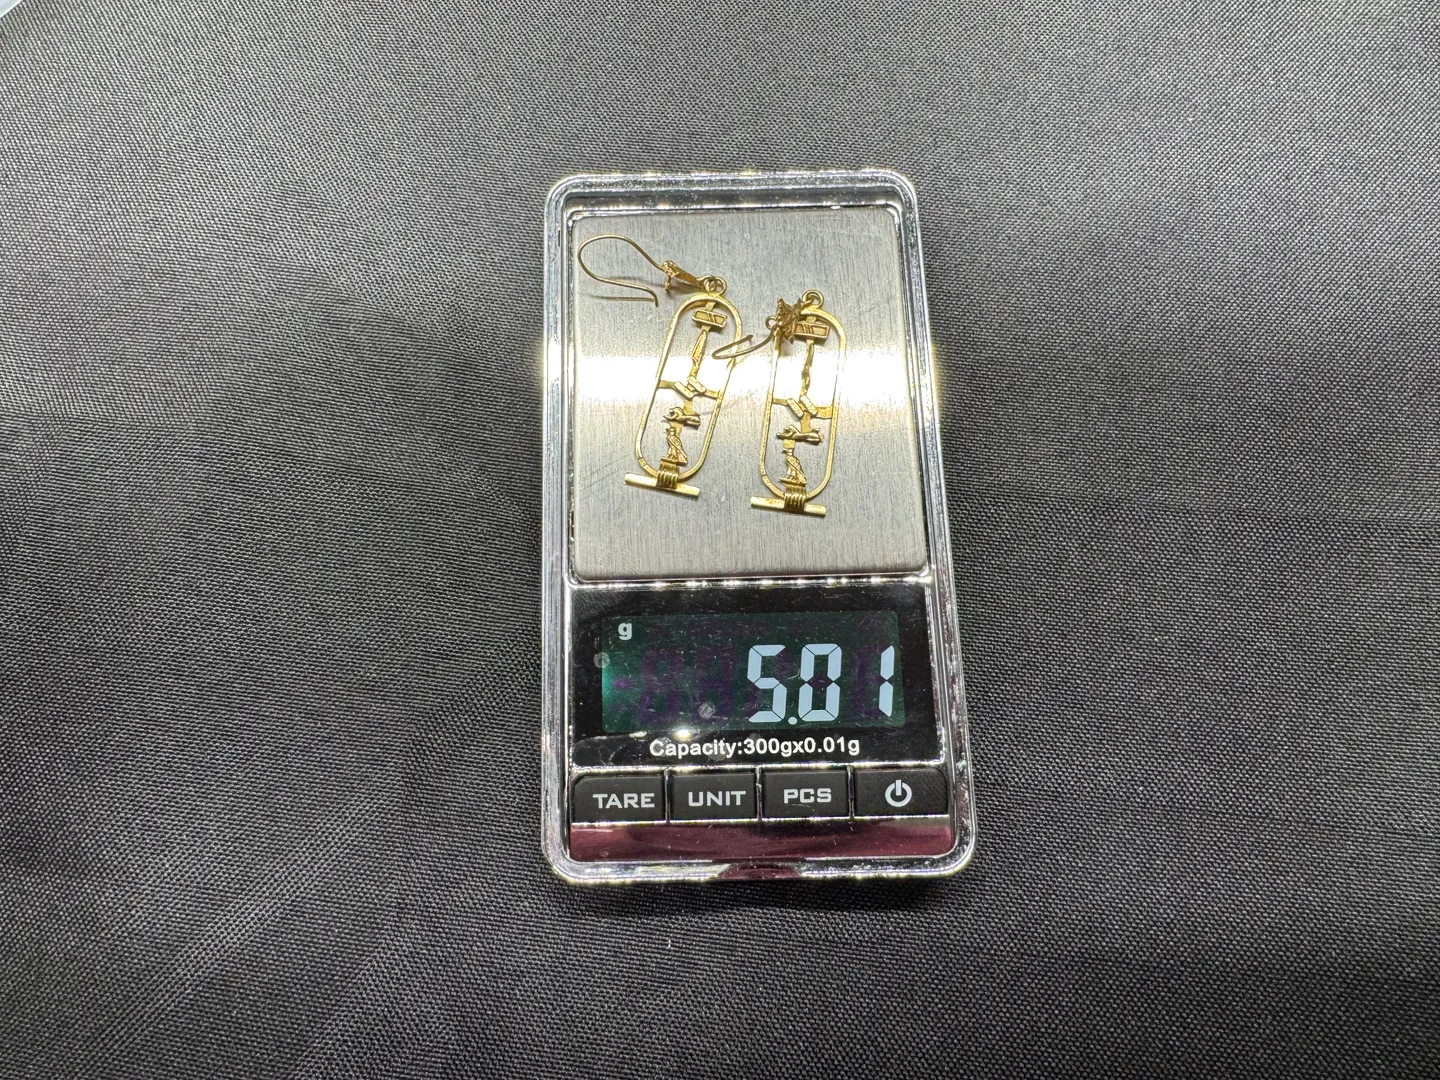 g
5.01
Capacity:300gx0.01g
TARE UNIT PCS